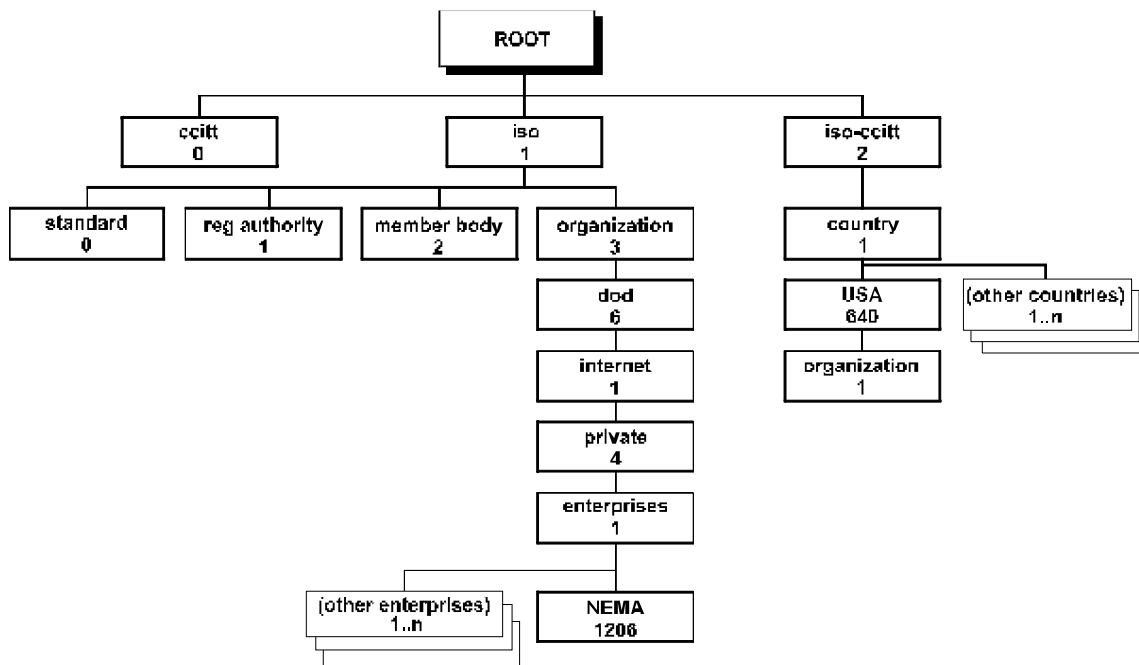 ROOT
ccitt
0
iso
1
iso-ccitt
2
standard
0
reg authority
1
member body
2
organization
3
country
1
dod
6
USA
640
(other countries)
1..n
internet
1
organization
1
private
4
enterprises
1
(other enterprises)
1..n
NEMA
1206